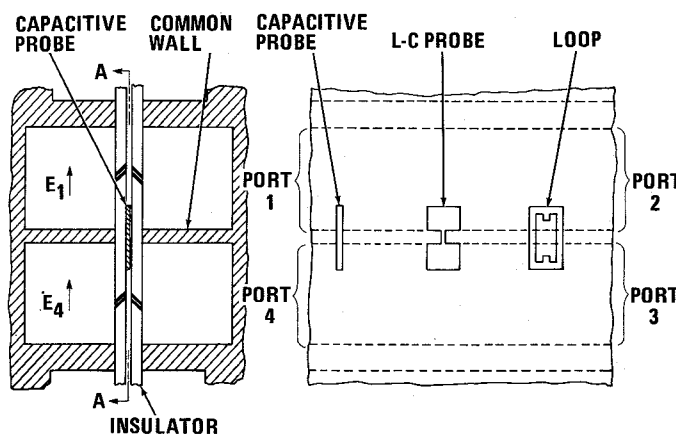 CAPACITIVE
PROBE
COMMON
WALL
A
E1
E4
A
INSULATOR
CAPACITIVE
PROBE
L-C PROBE
LOOP
PORT
1
PORT
2
PORT
4
PORT
3